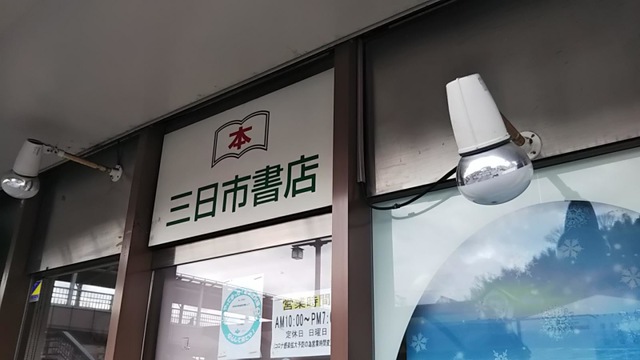 本
三日市書店
営業時間
AM10:00～PM7:
定休日 日曜日